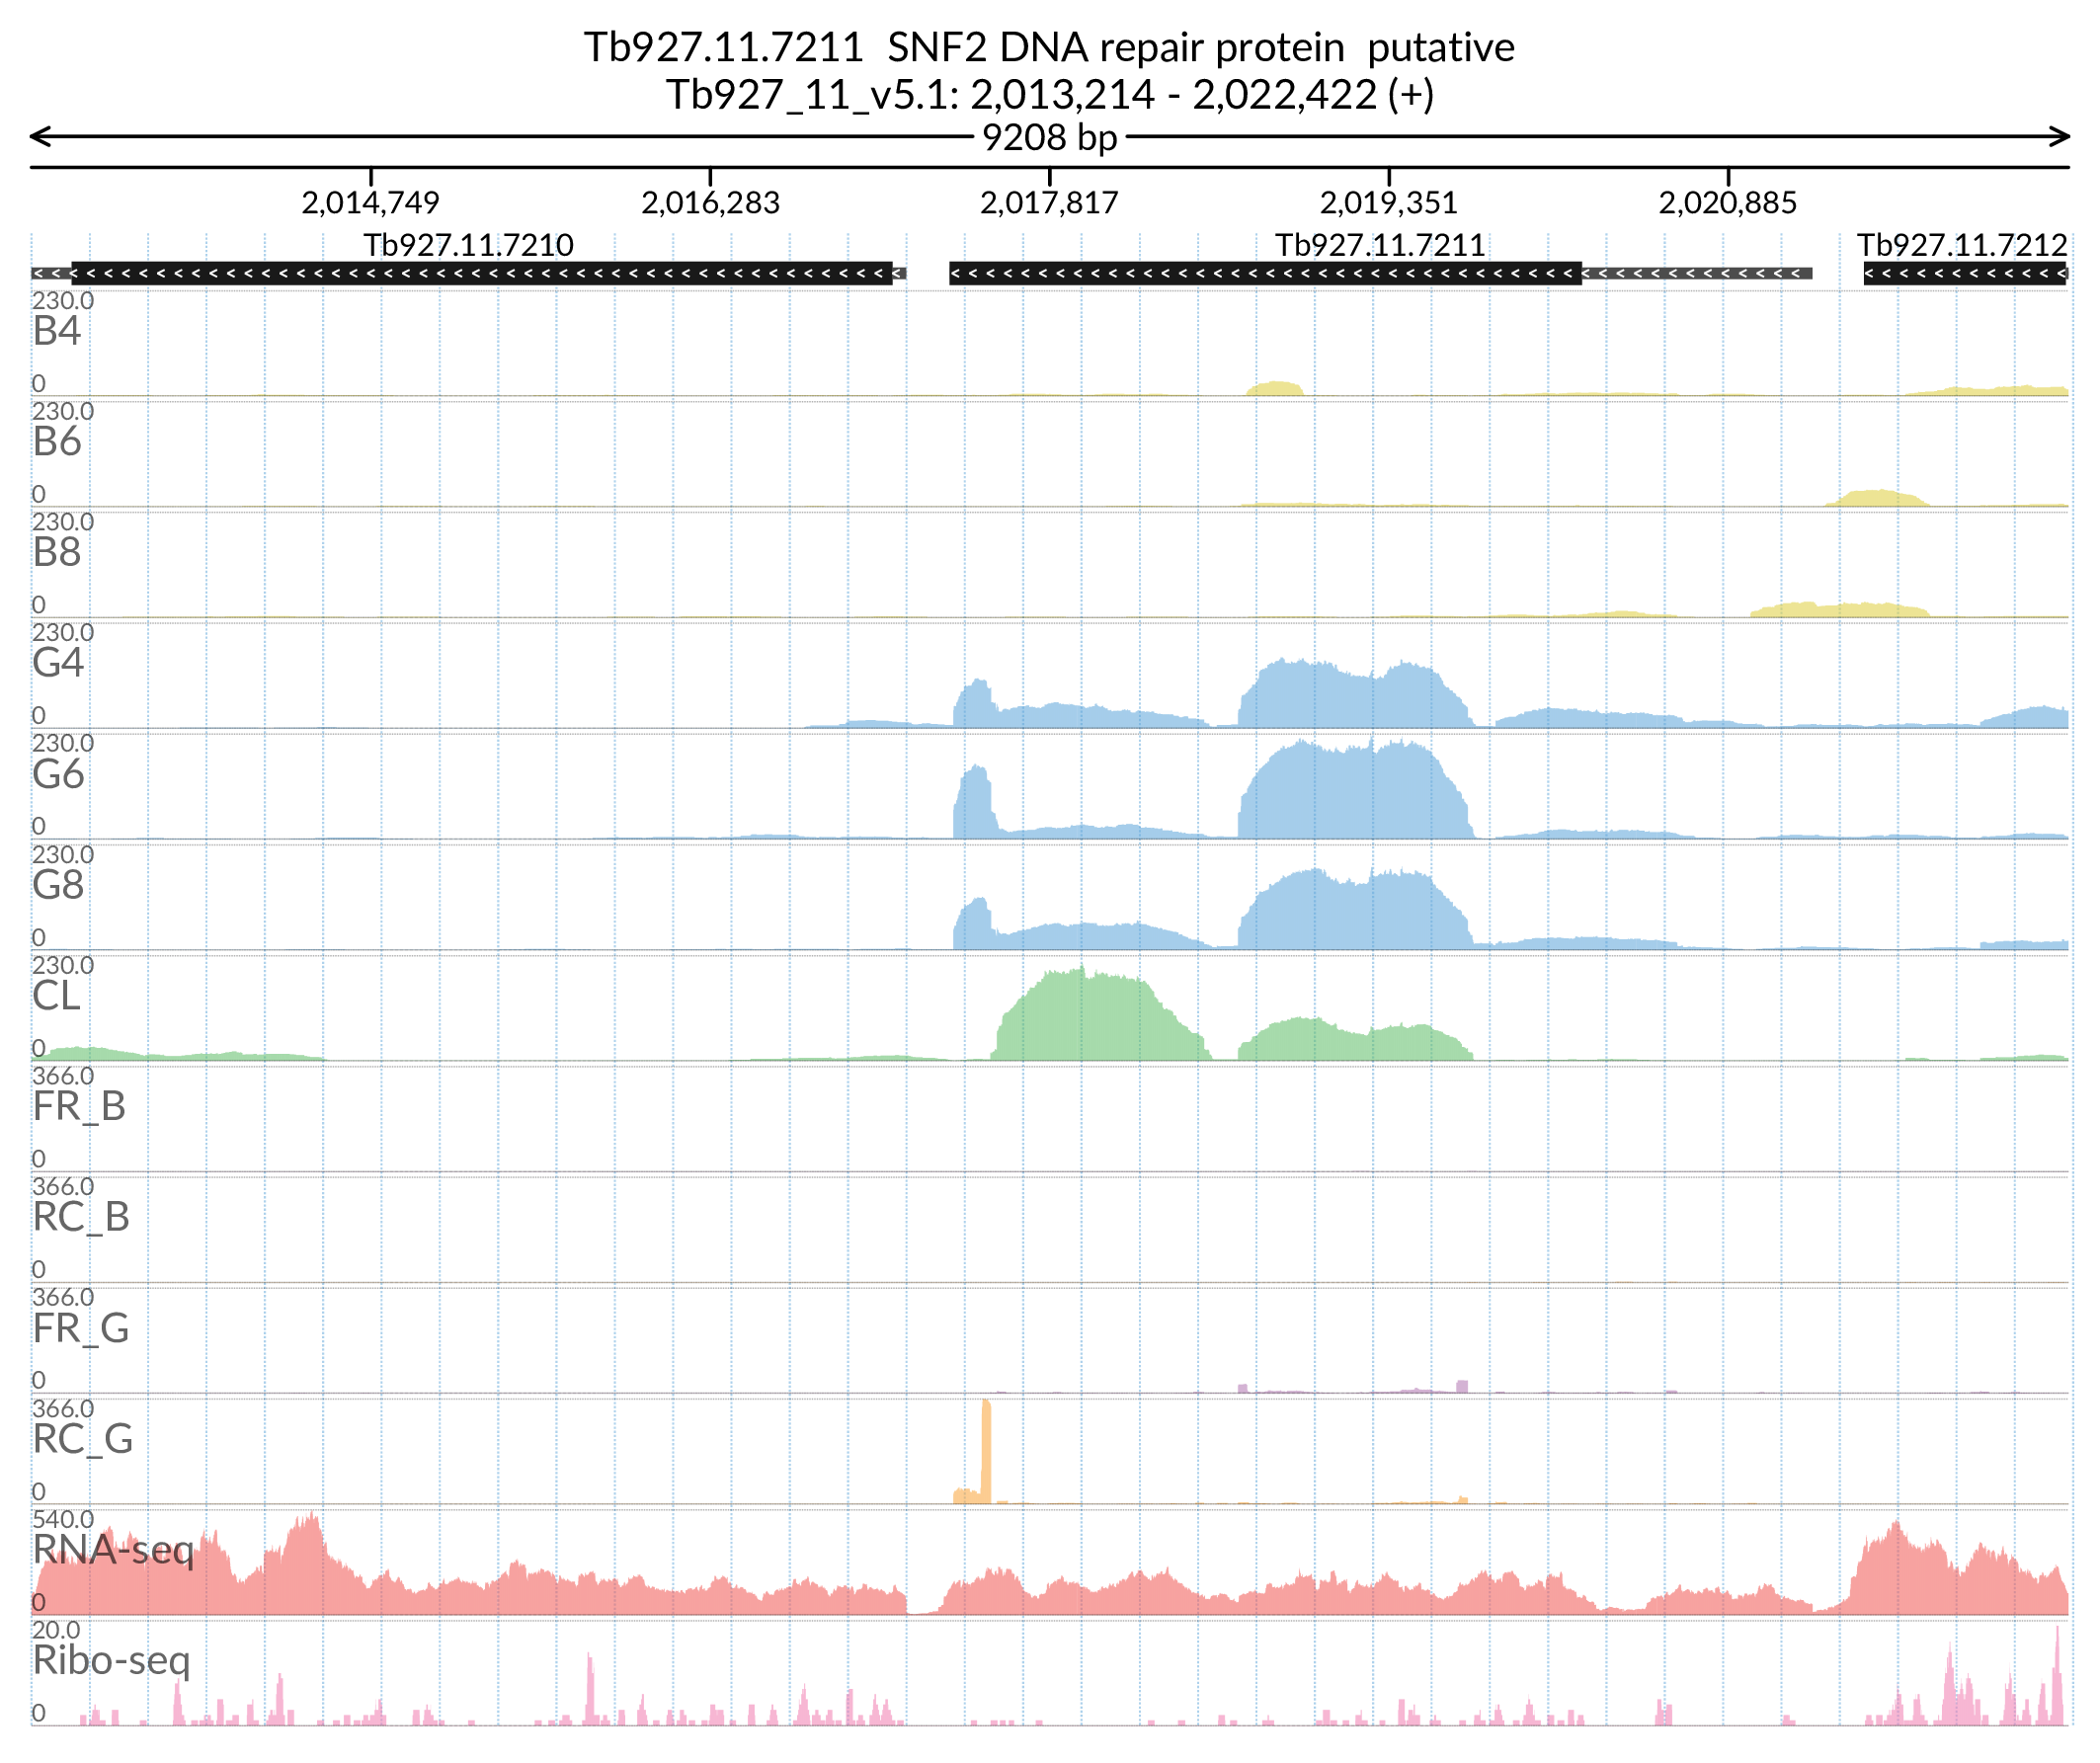 Tb927.11.7211 SNF2 DNA repair protein putative
Tb927_11_v5.1: 2,013,214 - 2,022,422 (+)
9208 bp
2,014,749 2,016,283 2,017,817 2,019,351 2,020,885
Tb927.11.7210 Tb927.11.7211 Tb927.11.7212
230.0
B4
0
230.0
B6
0
230.0
B8
0
230.0
G4
0
230.0
G6
0
230.0
G8
0
230.0
CL
0
366.0
FR_B
0
366.0
RC_B
0
366.0
FR_G
0
366.0
RC_G
0
540.0
RNA-seq
0
20.0
Ribo-seq
0